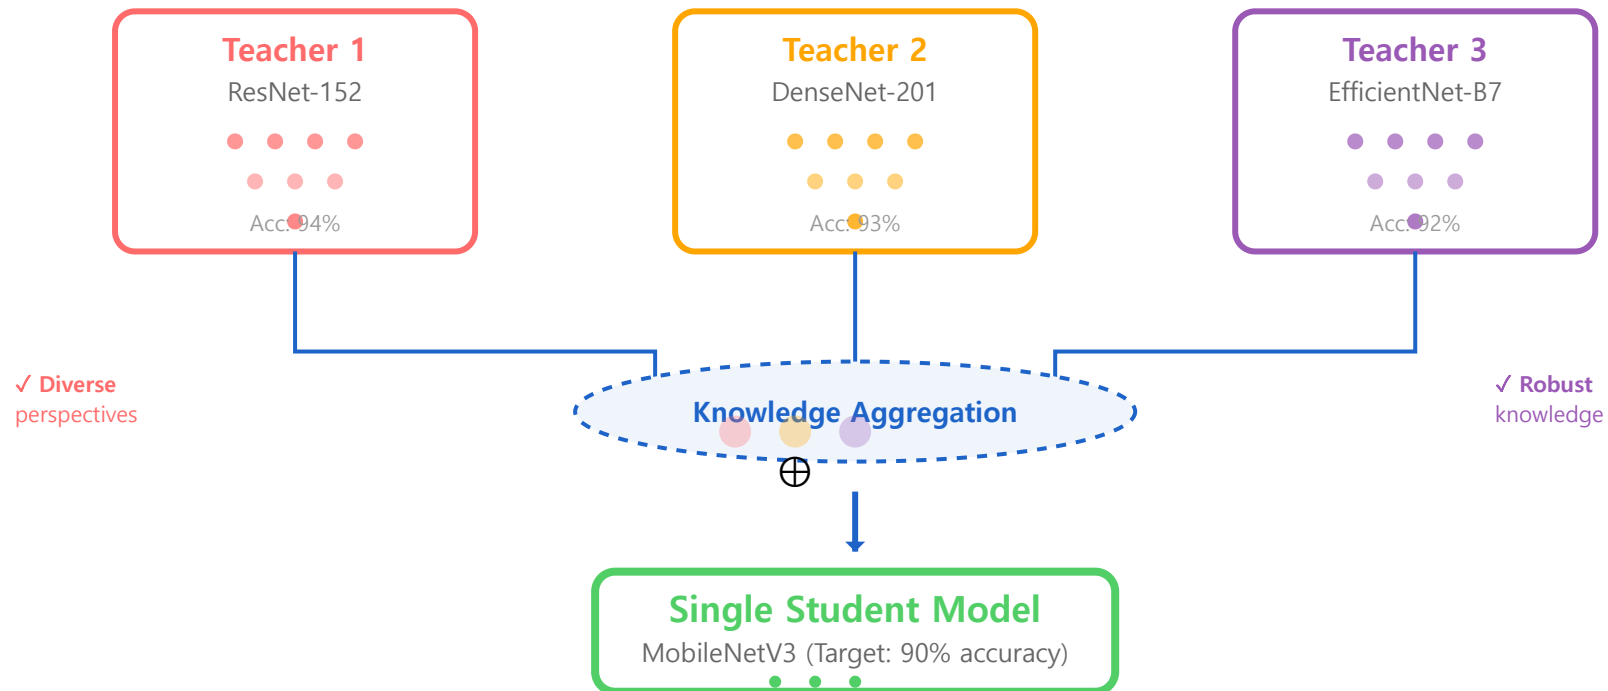 Teacher 1
ResNet-152
Acc: 94%
Teacher 2
DenseNet-201
Acc: 93%
Teacher 3
EfficientNet-B7
Acc: 92%
✓ Diverse
perspectives
Knowledge Aggregation
✓ Robust
knowledge
Single Student Model
MobileNetV3 (Target: 90% accuracy)